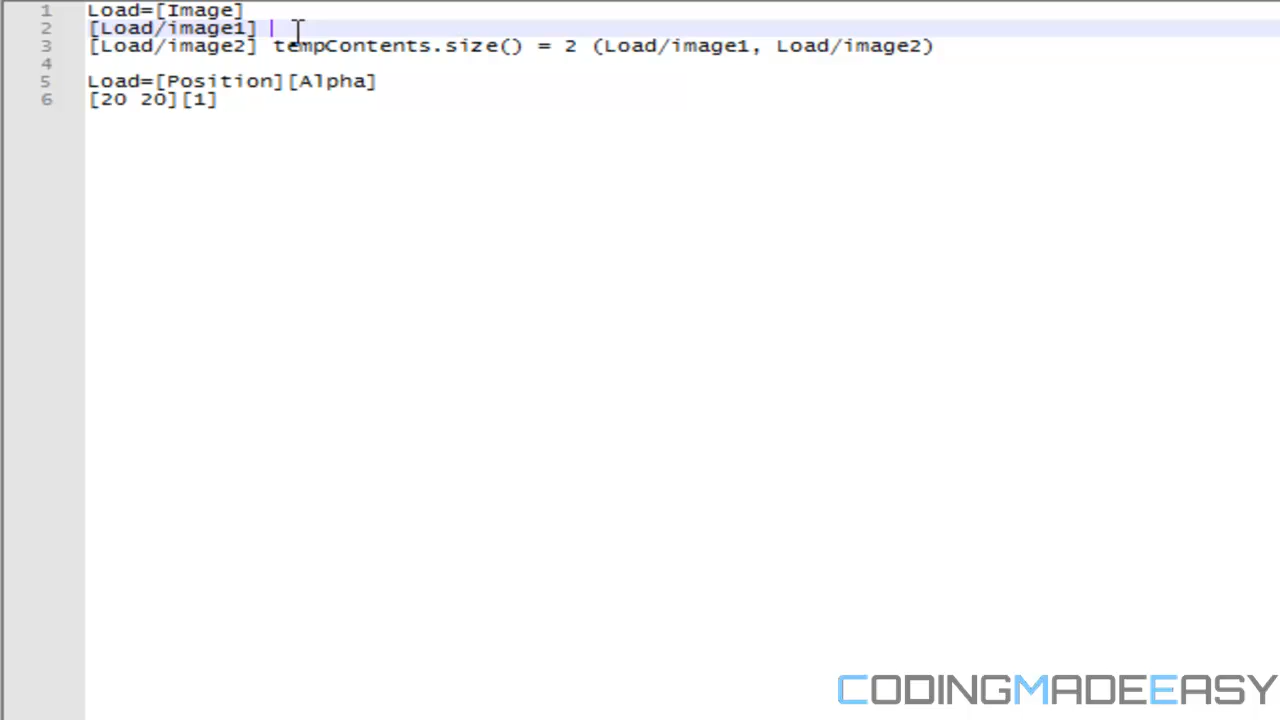 1 Load=[Image]
2 [Load/image1]
3 [Load/image2] tempContents.size() = 2 (Load/image1, Load/image2)
4
5 Load=[Position][Alpha]
6 [20 20][1]
CODINGMADEEASY